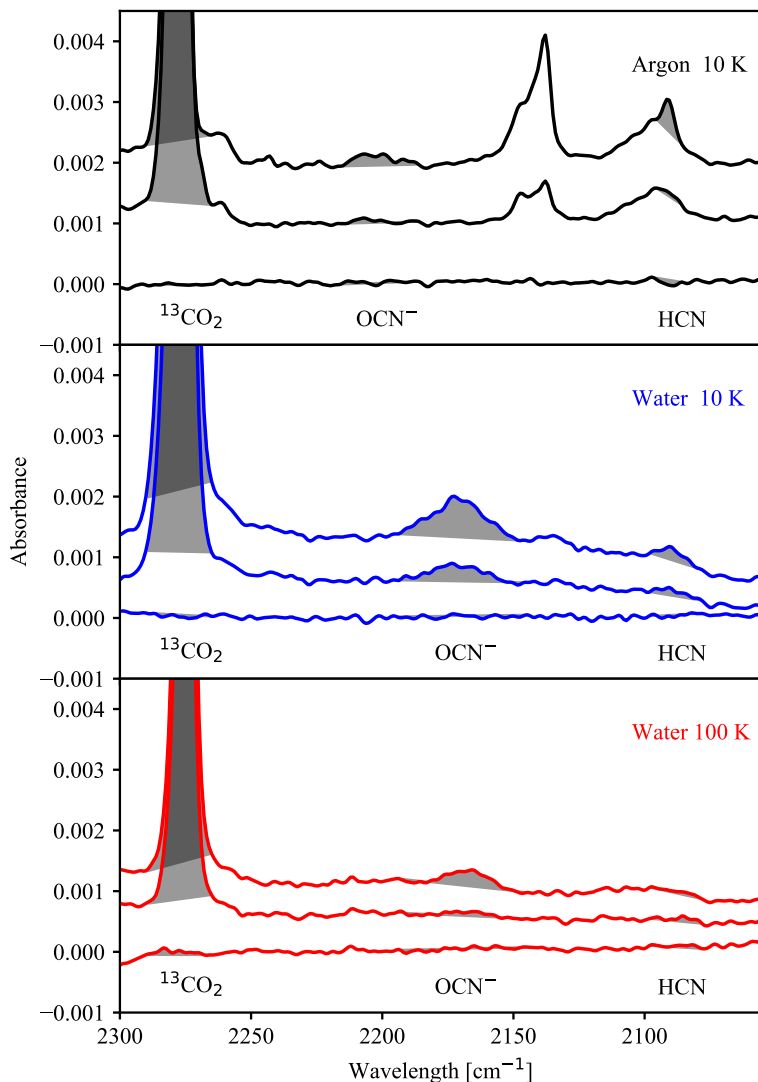 0.004
Argon 10 K
0.003
0.002
0.001
0.000
¹³CO₂ OCN⁻ HCN
−0.001
0.004
Water 10 K
0.003
0.002
0.001
0.000
¹³CO₂ OCN⁻ HCN
−0.001
0.004
Water 100 K
0.003
0.002
0.001
0.000
¹³CO₂ OCN⁻ HCN
−0.001
Absorbance
2300 2250 2200 2150 2100
Wavelength [cm⁻¹]